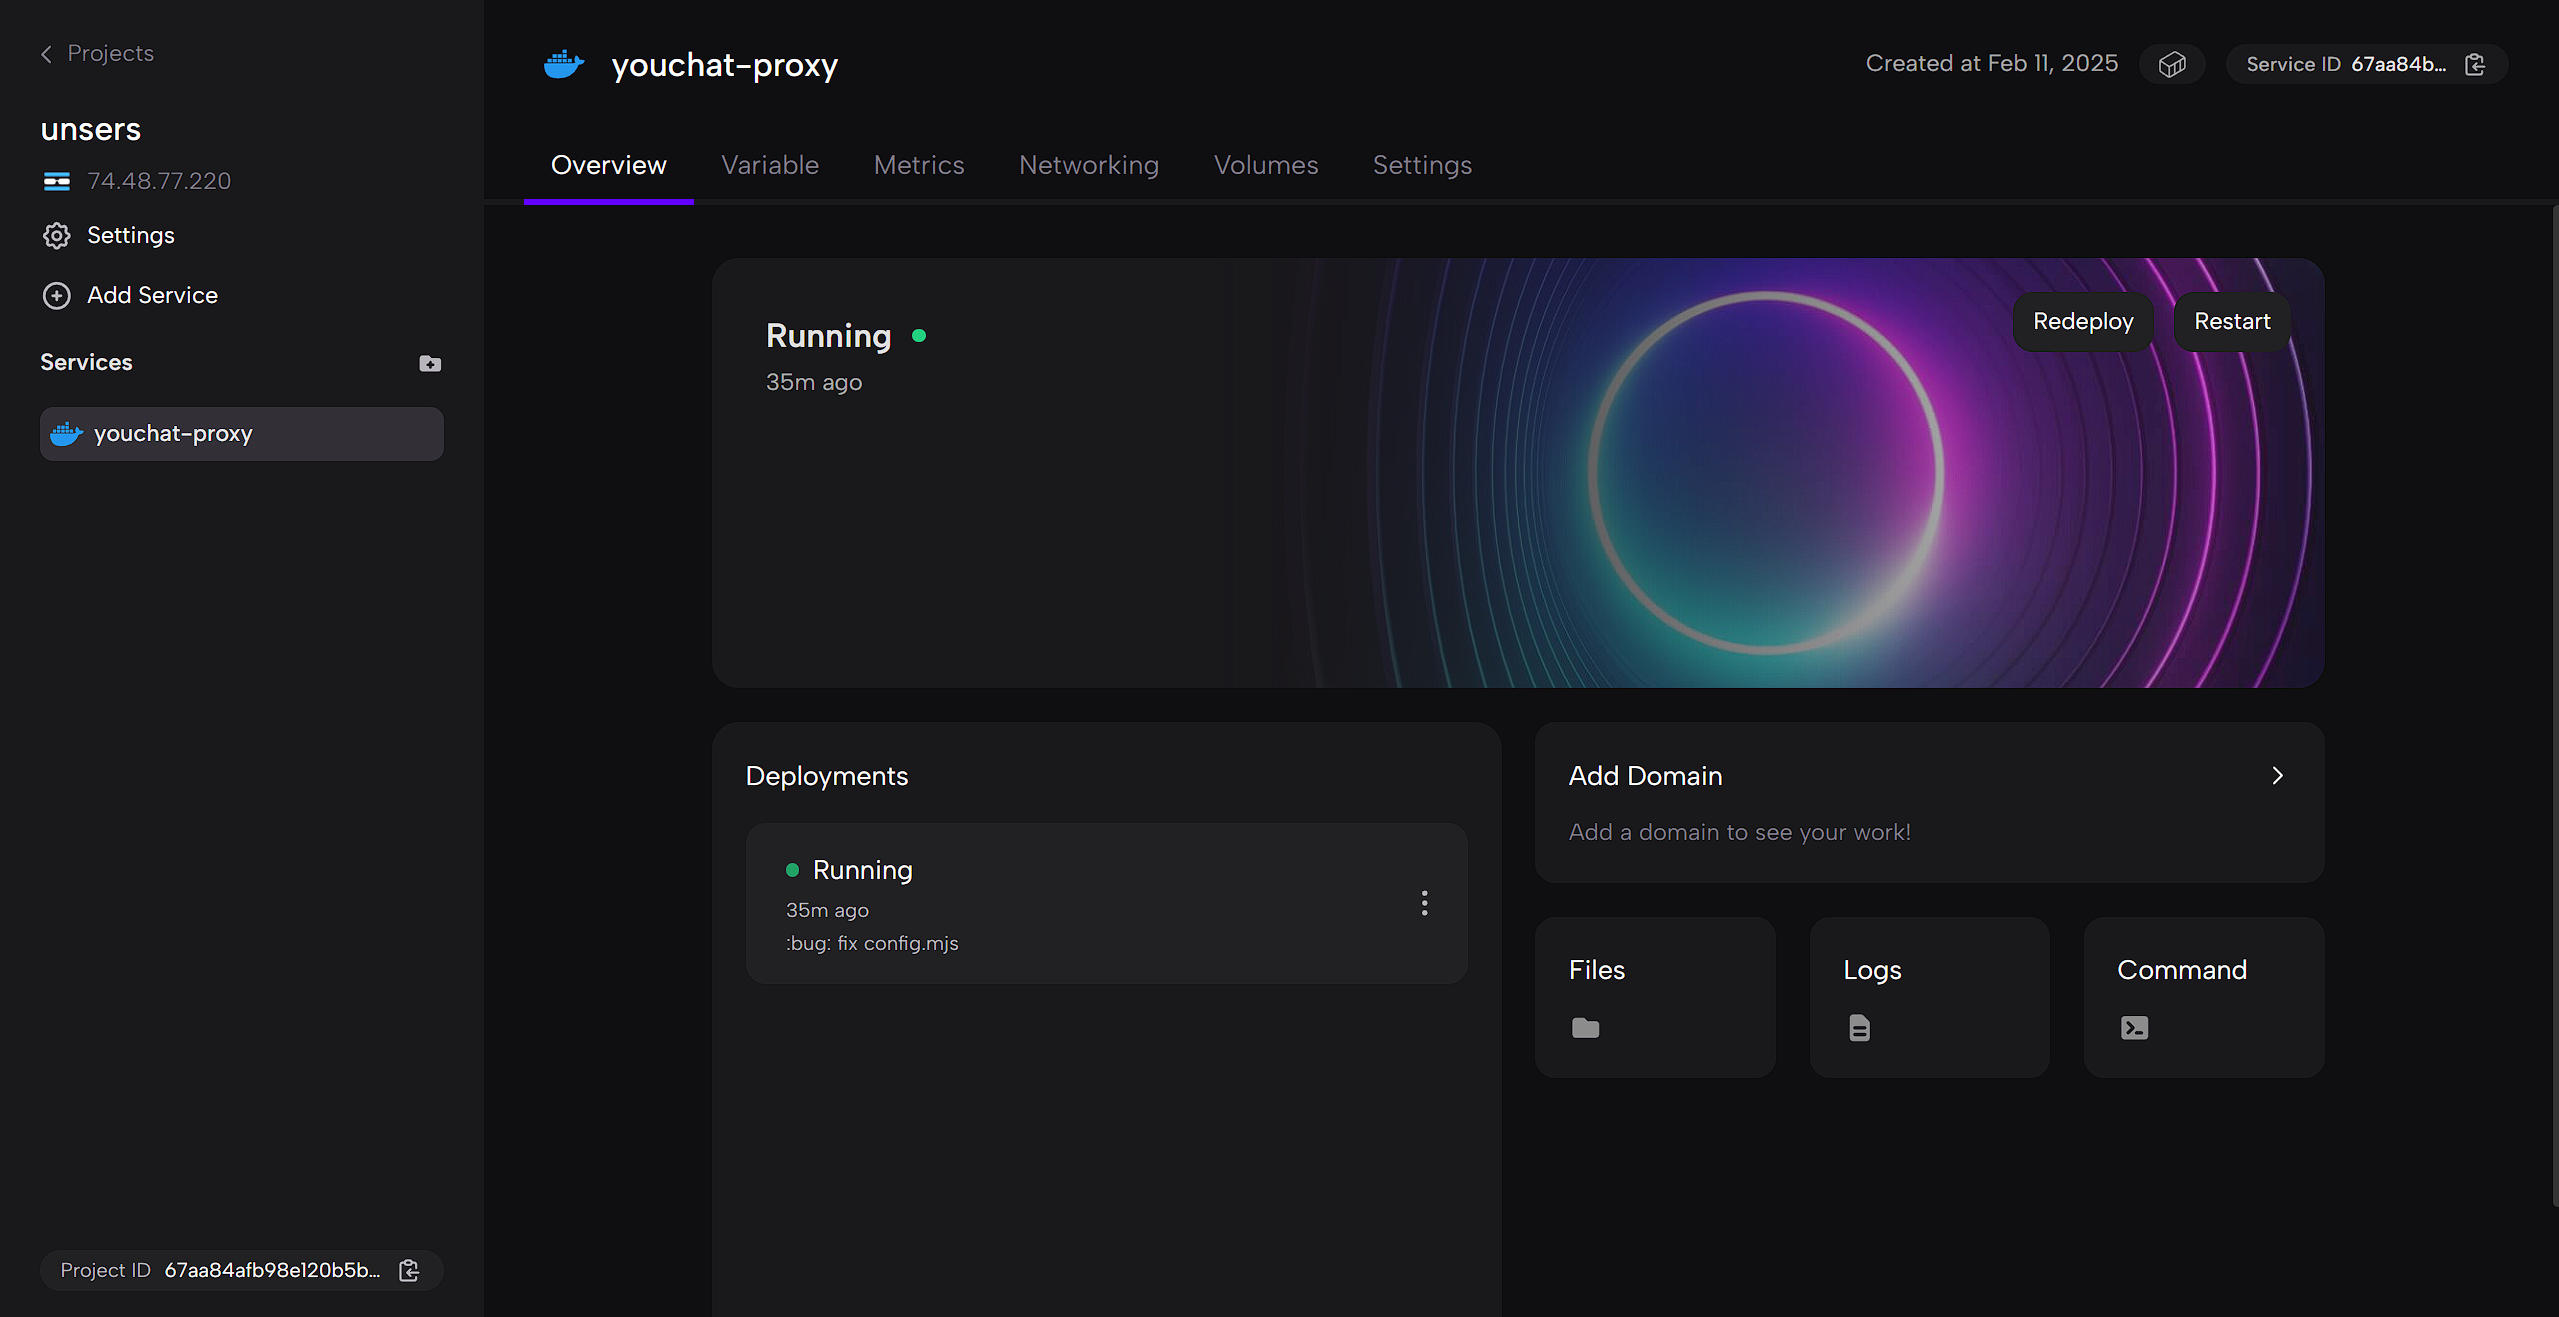 Projects
unsers
74.48.77.220
Settings
Add Service
Services
youchat-proxy
Project ID 67aa84afb98e120b5b...
youchat-proxy
Created at Feb 11, 2025
Service ID 67aa84b...
Overview Variable Metrics Networking Volumes Settings
Running
35m ago
Redeploy Restart
Deployments
Running
35m ago
:bug: fix config.mjs
Add Domain
Add a domain to see your work!
Files
Logs
Command